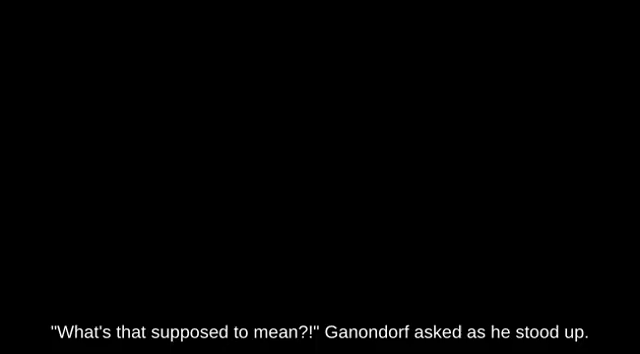 "What's that supposed to mean?!" Ganondorf asked as he stood up.